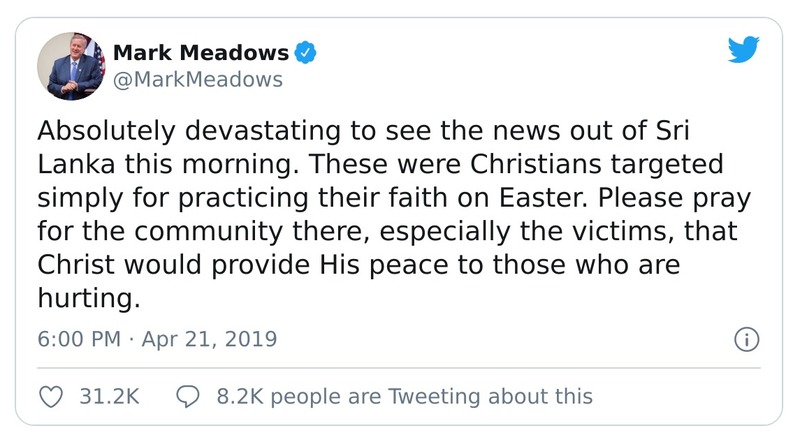 Mark Meadows
@MarkMeadows
Absolutely devastating to see the news out of Sri
Lanka this morning. These were Christians targeted
simply for practicing their faith on Easter. Please pray
for the community there, especially the victims, that
Christ would provide His peace to those who are
hurting.
6:00 PM · Apr 21, 2019
31.2K 8.2K people are Tweeting about this